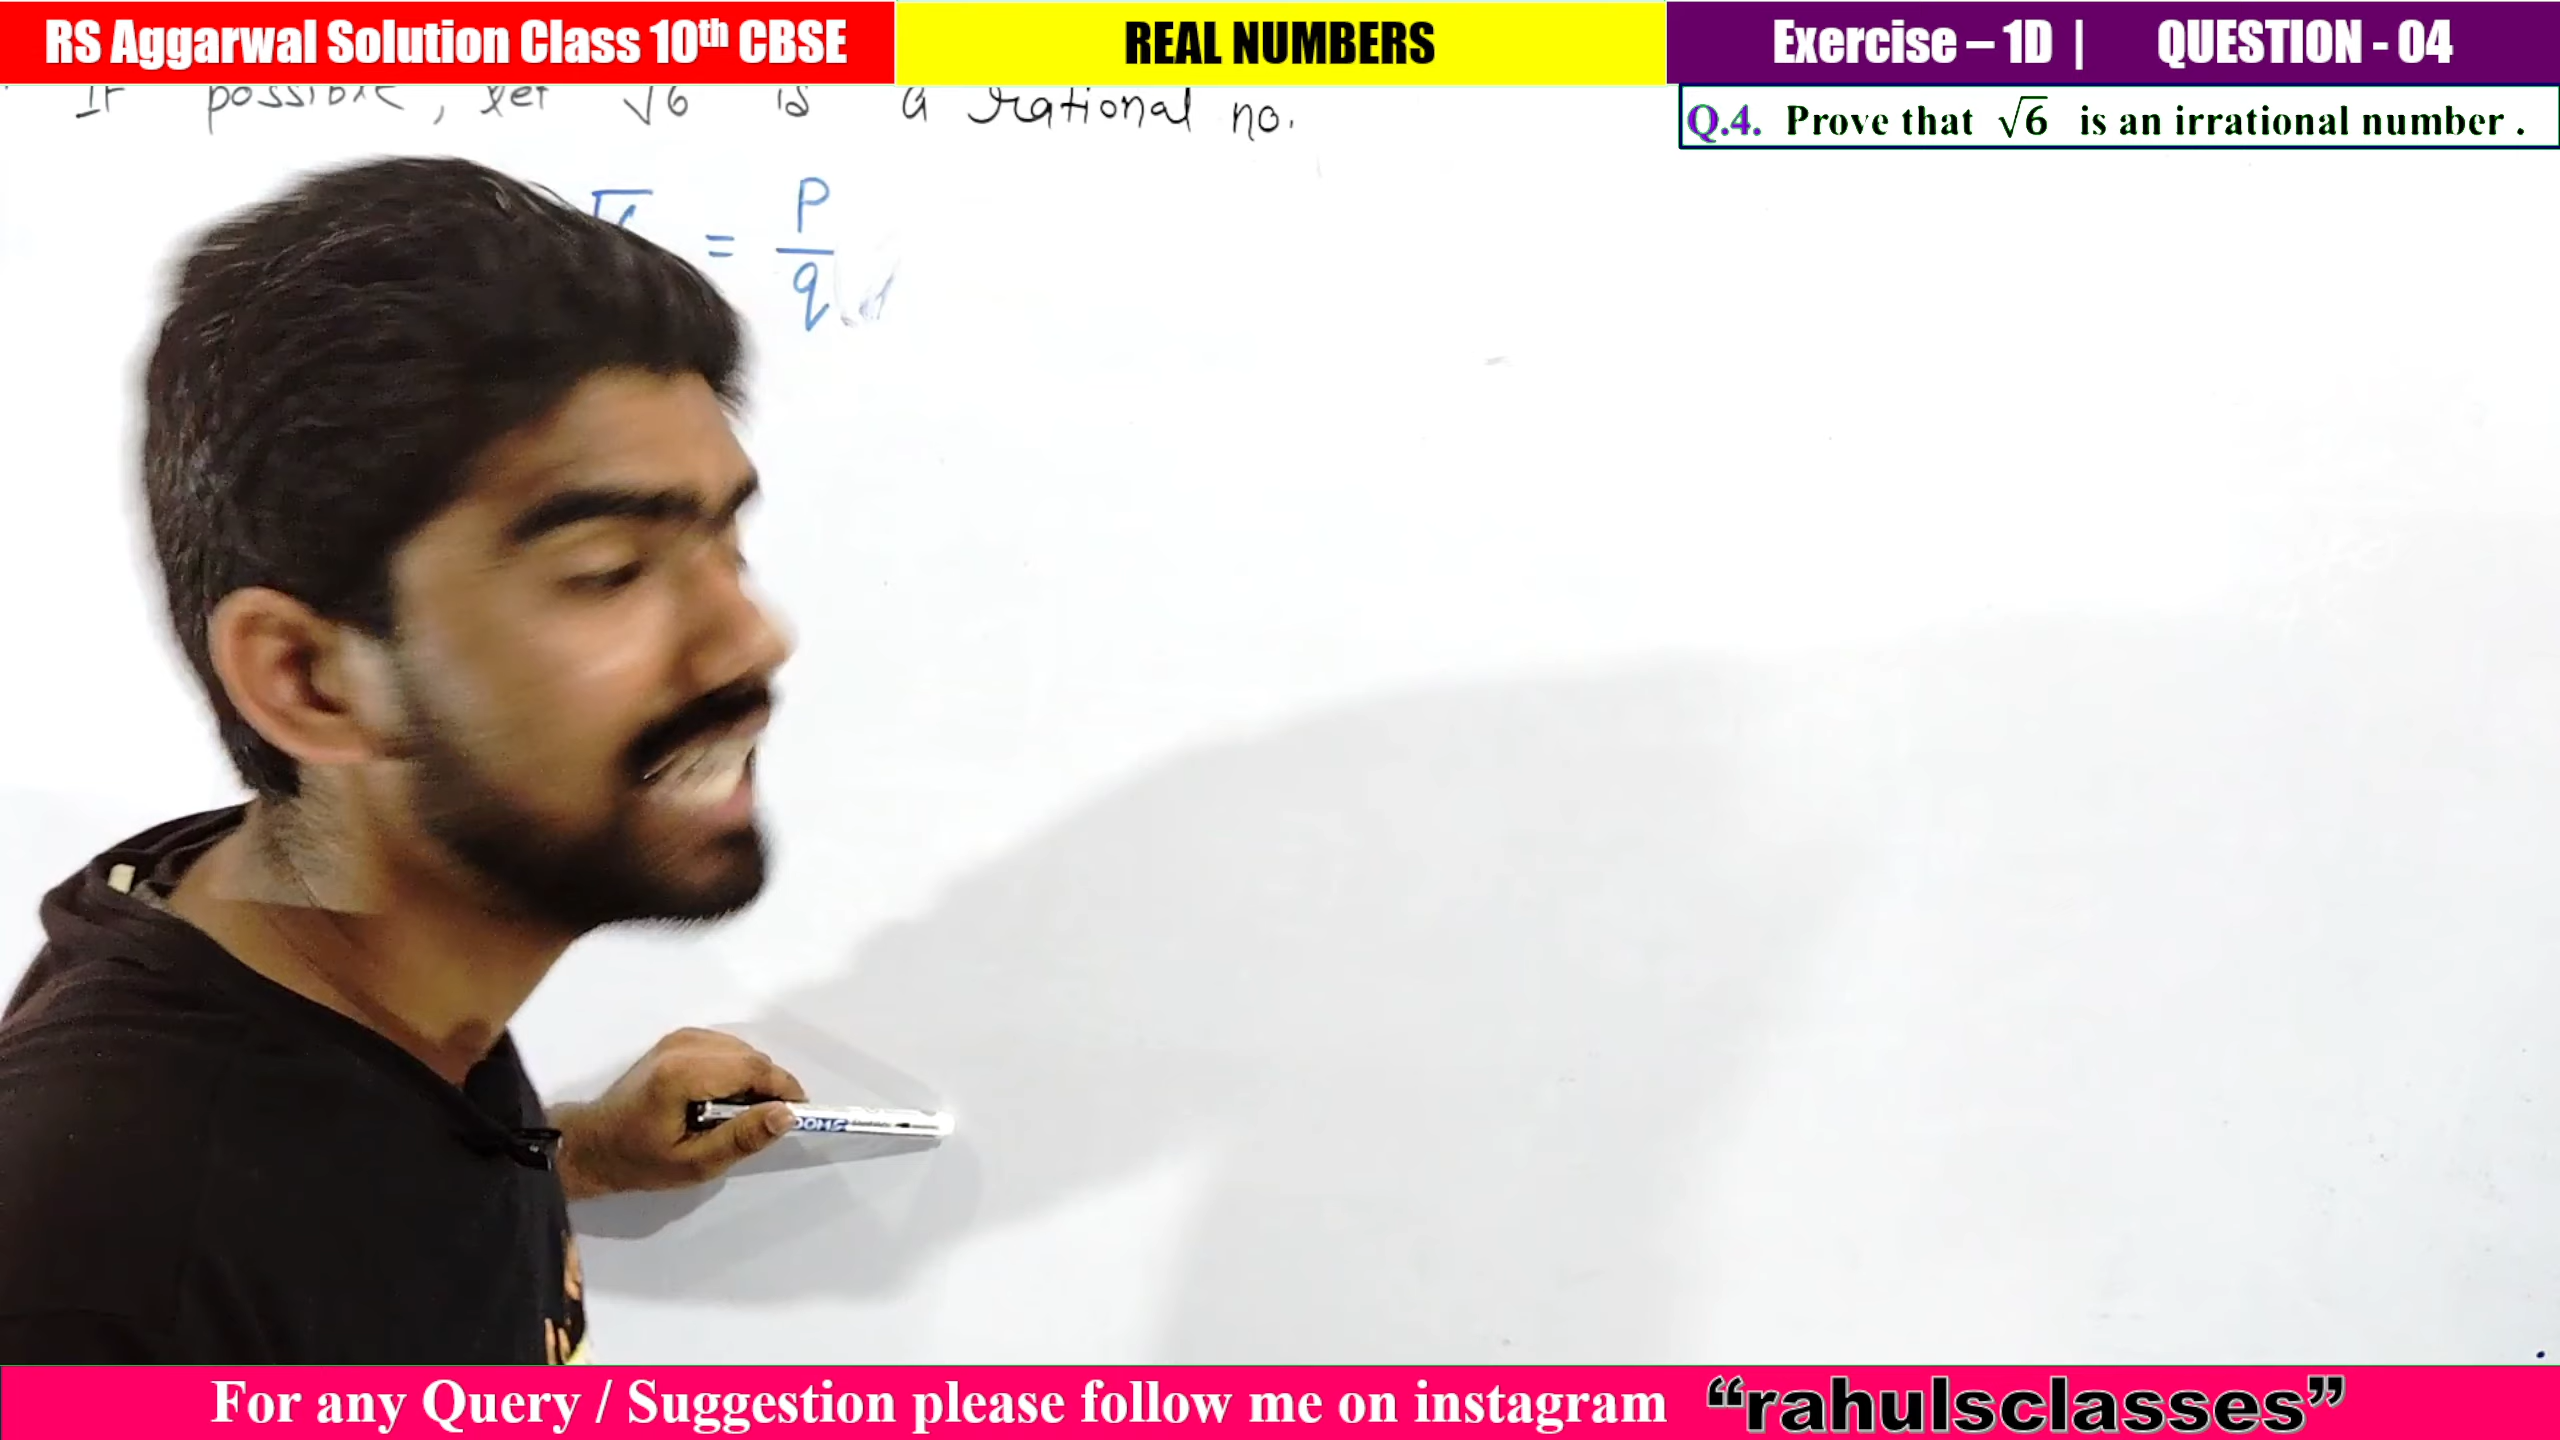 RS Aggarwal Solution Class 10th CBSE
REAL NUMBERS
Exercise – 1D | QUESTION - 04
If possible, let √6 is a rational no.
Q.4. Prove that √6 is an irrational number .
= p/q
For any Query / Suggestion please follow me on instagram “rahulsclasses”